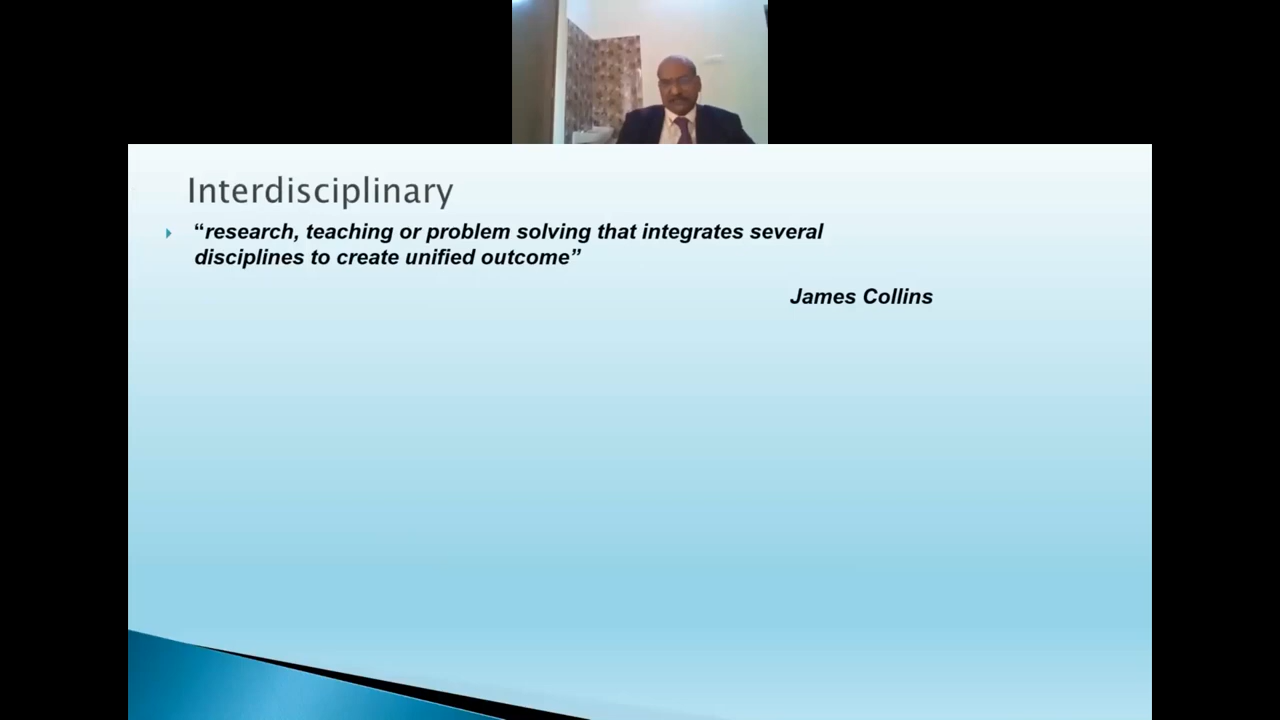 Interdisciplinary
“research, teaching or problem solving that integrates several
disciplines to create unified outcome”
James Collins